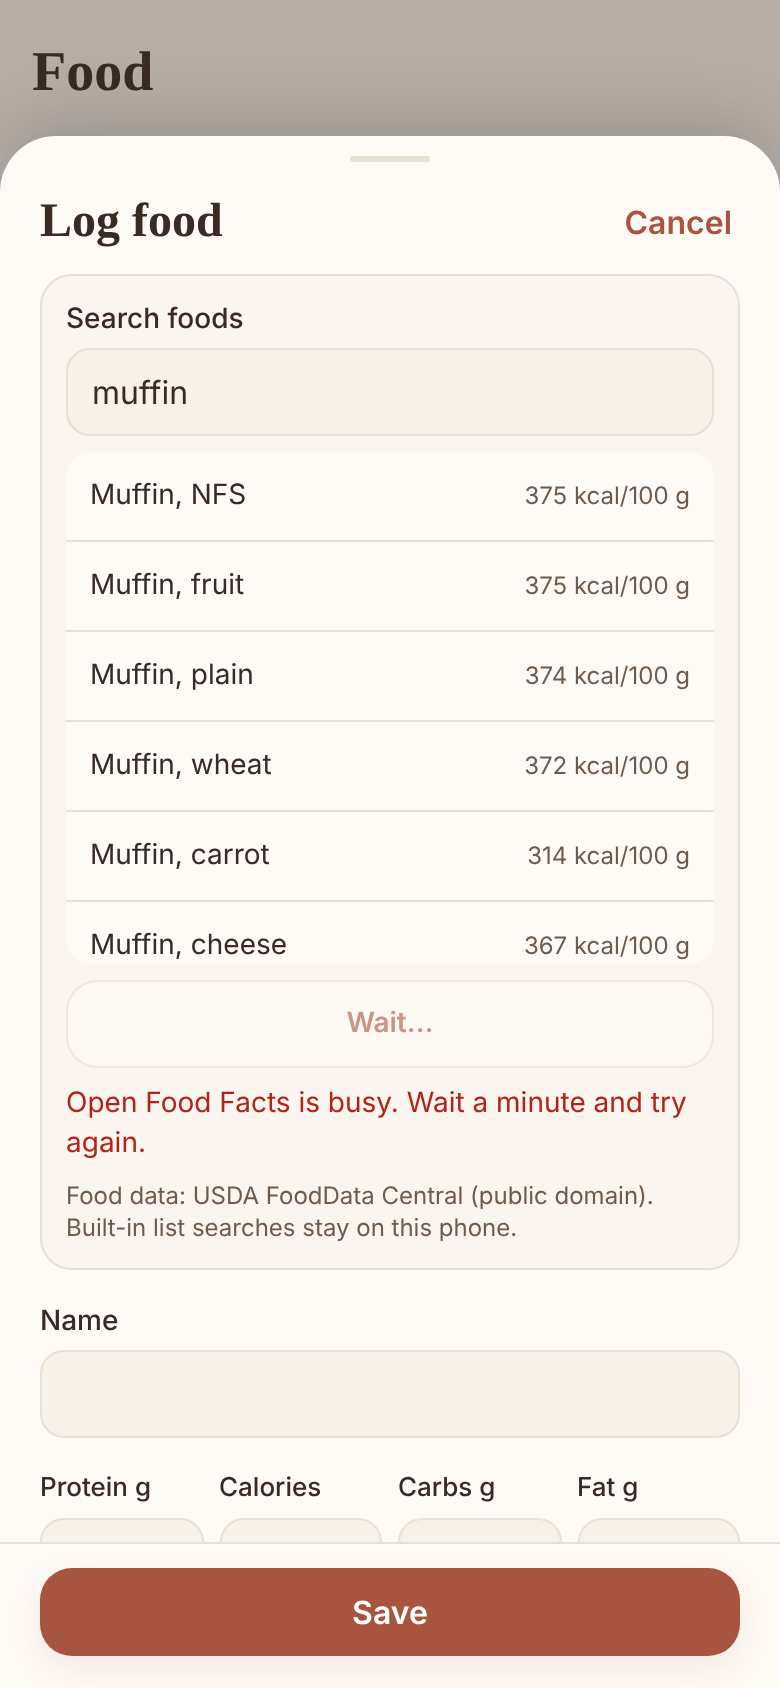 Food
Log food
Cancel
Search foods
muffin
Muffin, NFS 375 kcal/100 g
Muffin, fruit 375 kcal/100 g
Muffin, plain 374 kcal/100 g
Muffin, wheat 372 kcal/100 g
Muffin, carrot 314 kcal/100 g
Muffin, cheese 367 kcal/100 g
Wait...
Open Food Facts is busy. Wait a minute and try
again.
Food data: USDA FoodData Central (public domain).
Built-in list searches stay on this phone.
Name
Protein g Calories Carbs g Fat g
Save